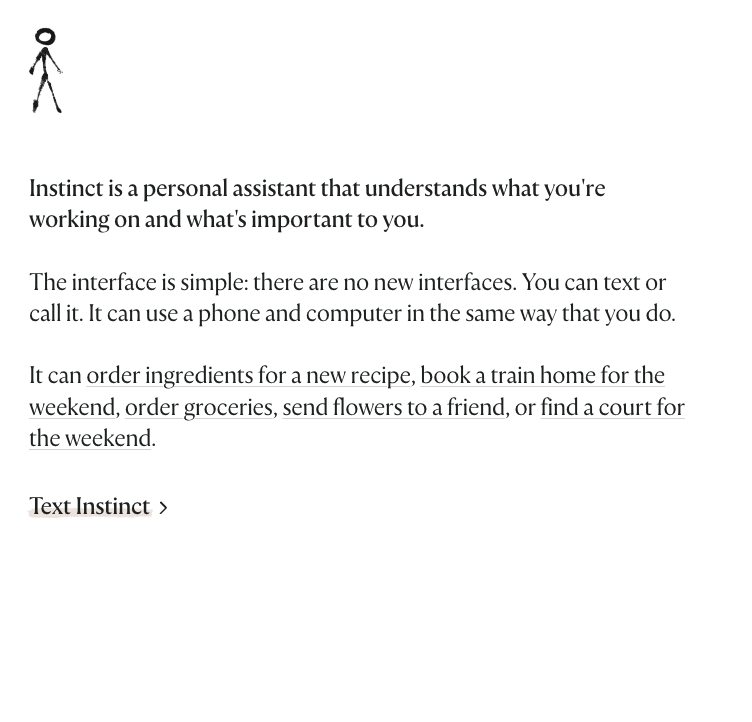 Instinct is a personal assistant that understands what you're
working on and what's important to you.
The interface is simple: there are no new interfaces. You can text or
call it. It can use a phone and computer in the same way that you do.
It can order ingredients for a new recipe, book a train home for the
weekend, order groceries, send flowers to a friend, or find a court for
the weekend.
Text Instinct >